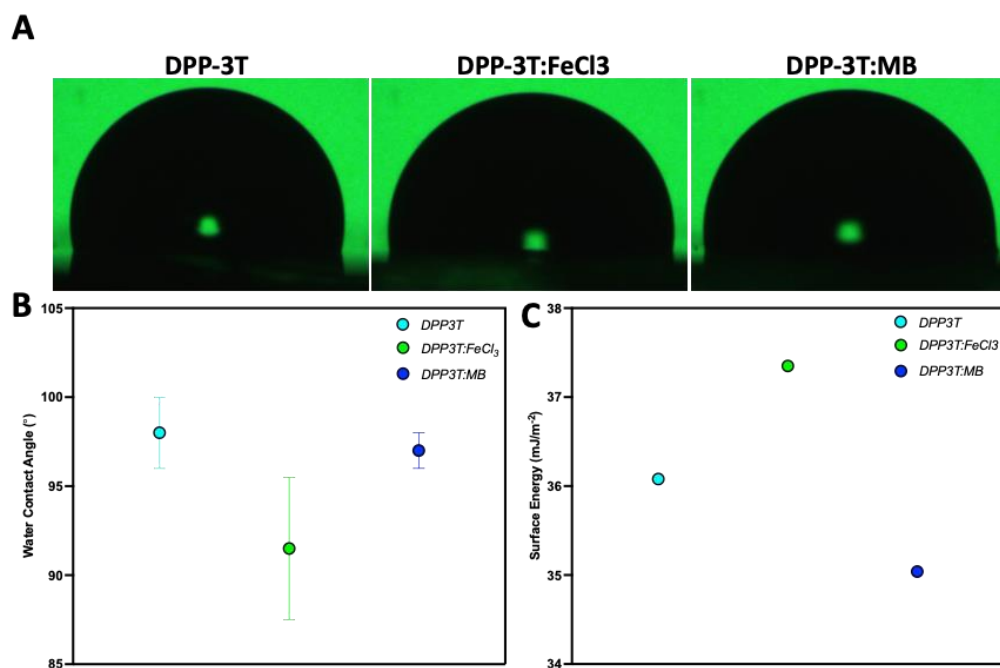 A
DPP-3T
DPP-3T:FeCl3
DPP-3T:MB
B
105
100
95
90
85
Water Contact Angle (°)
DPP3T
DPP3T:FeCl₃
DPP3T:MB
C
38
37
36
35
34
Surface Energy (mJ/m⁻²)
DPP3T
DPP3T:FeCl3
DPP3T:MB